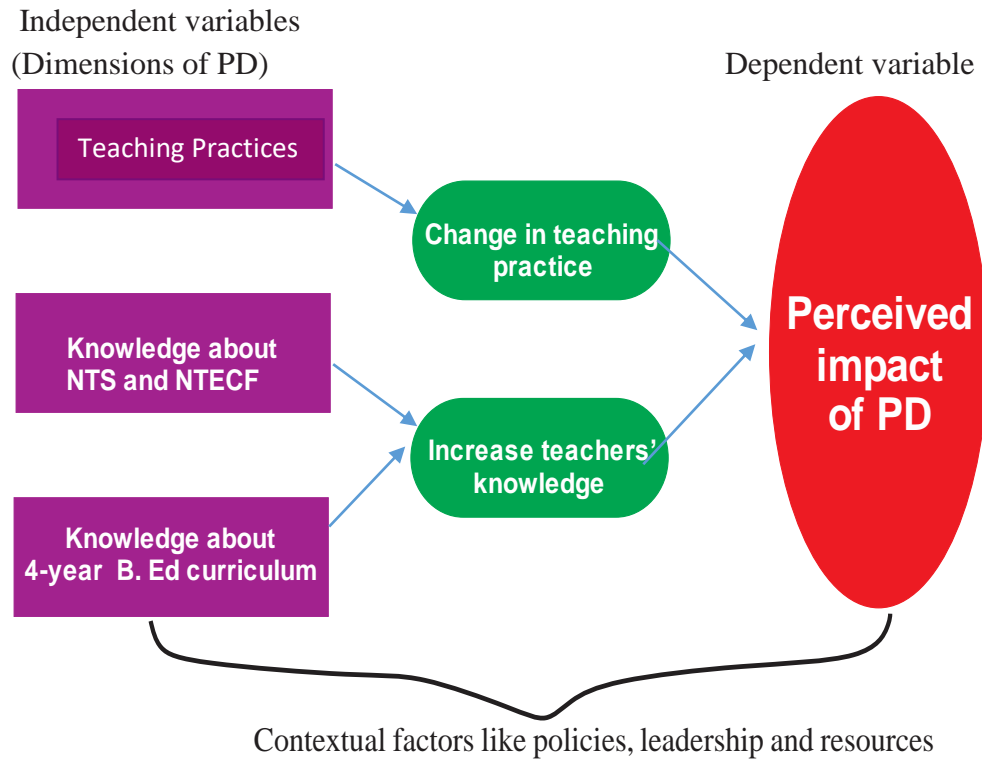 Independent variables
(Dimensions of PD)
Dependent variable
Teaching Practices
Change in teaching
practice
Knowledge about
NTS and NTECF
Perceived
impact
of PD
Increase teachers’
knowledge
Knowledge about
4-year B. Ed curriculum
Contextual factors like policies, leadership and resources